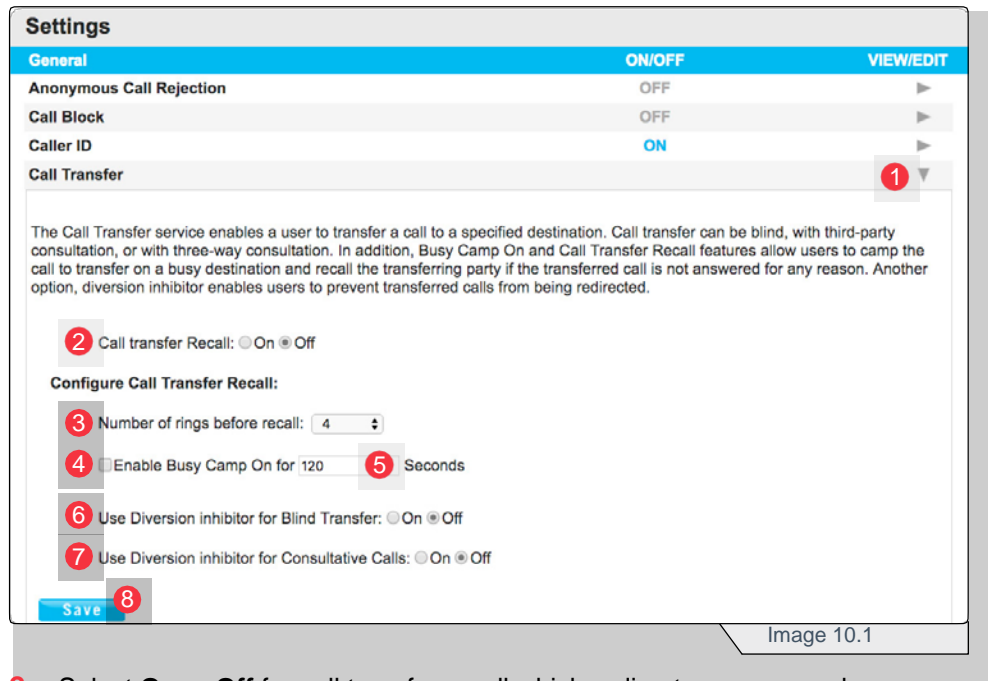 Settings
General ON/OFF VIEW/EDIT
Anonymous Call Rejection OFF
Call Block OFF
Caller ID ON
Call Transfer 1
The Call Transfer service enables a user to transfer a call to a specified destination. Call transfer can be blind, with third-party
consultation, or with three-way consultation. In addition, Busy Camp On and Call Transfer Recall features allow users to camp the
call to transfer on a busy destination and recall the transferring party if the transferred call is not answered for any reason. Another
option, diversion inhibitor enables users to prevent transferred calls from being redirected.
2 Call transfer Recall: On Off
Configure Call Transfer Recall:
3 Number of rings before recall: 4
4 Enable Busy Camp On for 120 5 Seconds
6 Use Diversion inhibitor for Blind Transfer: On Off
7 Use Diversion inhibitor for Consultative Calls: On Off
Save 8
Image 10.1